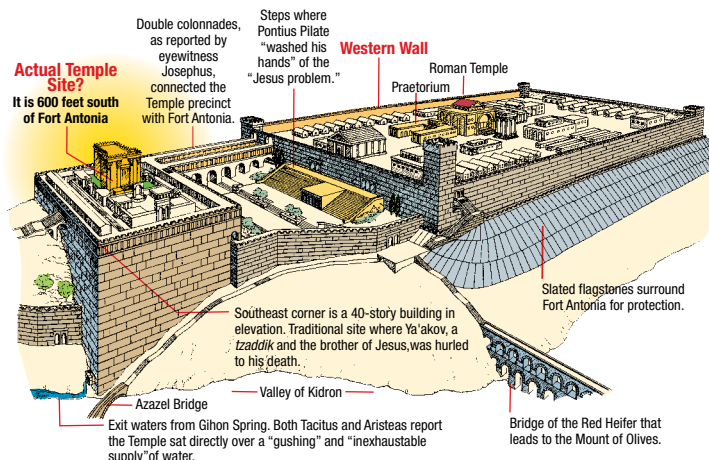 Double colonnades,
as reported by
eyewitness
Josephus,
connected the
Temple precinct
with Fort Antonia.
Steps where
Pontius Pilate
“washed his
hands” of the
“Jesus problem.”
Western Wall
Roman Temple
Praetorium
Actual Temple
Site?
It is 600 feet south
of Fort Antonia
Slated flagstones surround
Fort Antonia for protection.
Southeast corner is a 40-story building in
elevation. Traditional site where Ya'akov, a
tzaddik and the brother of Jesus,was hurled
to his death.
Valley of Kidron
Azazel Bridge
Exit waters from Gihon Spring. Both Tacitus and Aristeas report
the Temple sat directly over a “gushing” and “inexhaustable
supply”of water.
Bridge of the Red Heifer that
leads to the Mount of Olives.